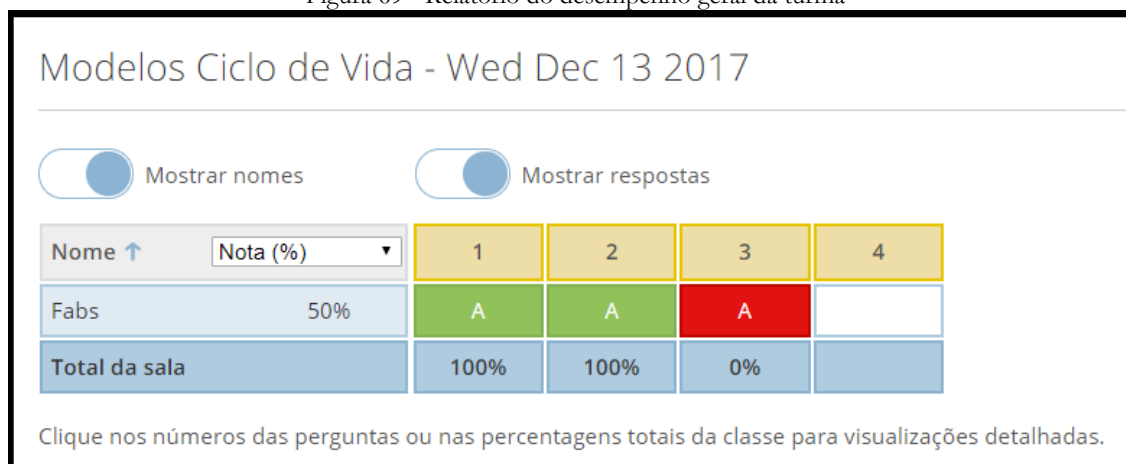 Modelos Ciclo de Vida - Wed Dec 13 2017
Mostrar nomes Mostrar respostas
Nome ↑ Nota (%) ▼ 1 2 3 4
Fabs 50% A A A
Total da sala 100% 100% 0%
Clique nos números das perguntas ou nas percentagens totais da classe para visualizações detalhadas.